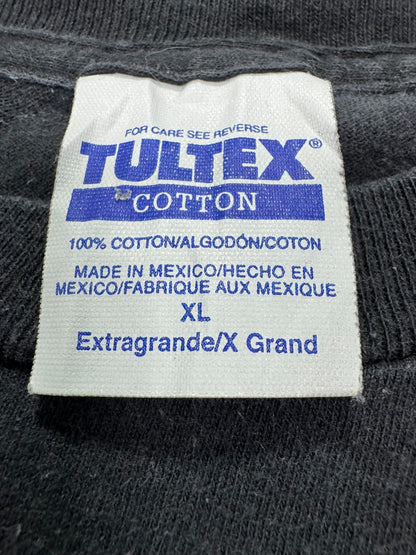 FOR CARE SEE REVERSE
TULTEX®
COTTON
100% COTTON/ALGODÓN/COTON
MADE IN MEXICO/HECHO EN
MEXICO/FABRIQUE AUX MEXIQUE
XL
Extragrande/X Grand